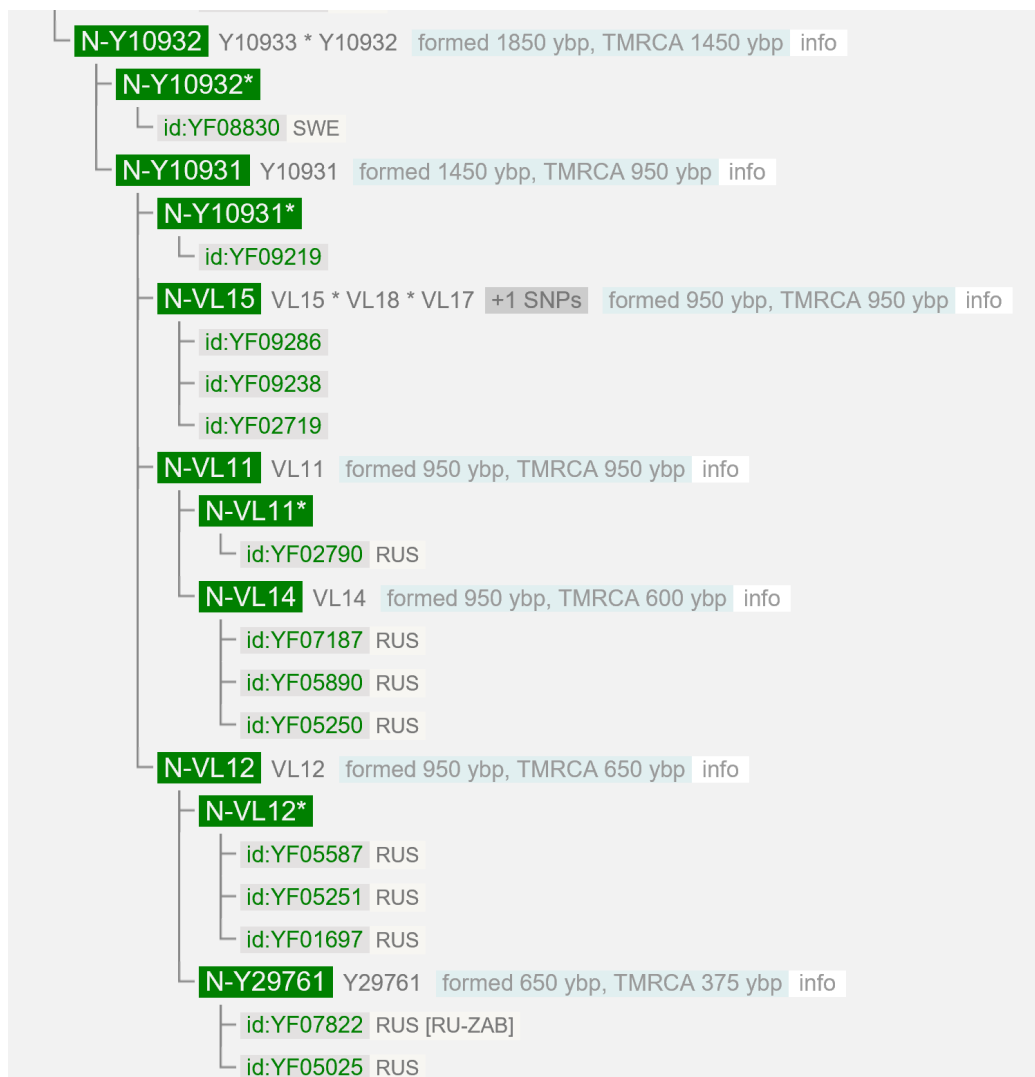 N-Y10932 Y10933 * Y10932 formed 1850 ybp, TMRCA 1450 ybp info
N-Y10932*
id:YF08830 SWE
N-Y10931 Y10931 formed 1450 ybp, TMRCA 950 ybp info
N-Y10931*
id:YF09219
N-VL15 VL15 * VL18 * VL17 +1 SNPs formed 950 ybp, TMRCA 950 ybp info
id:YF09286
id:YF09238
id:YF02719
N-VL11 VL11 formed 950 ybp, TMRCA 950 ybp info
N-VL11*
id:YF02790 RUS
N-VL14 VL14 formed 950 ybp, TMRCA 600 ybp info
id:YF07187 RUS
id:YF05890 RUS
id:YF05250 RUS
N-VL12 VL12 formed 950 ybp, TMRCA 650 ybp info
N-VL12*
id:YF05587 RUS
id:YF05251 RUS
id:YF01697 RUS
N-Y29761 Y29761 formed 650 ybp, TMRCA 375 ybp info
id:YF07822 RUS [RU-ZAB]
id:YF05025 RUS